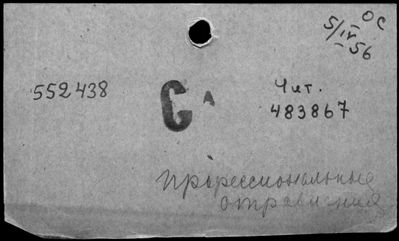 ОС
5/IV-56
552438
С А
Чит.
483867
профессиональные
отравления